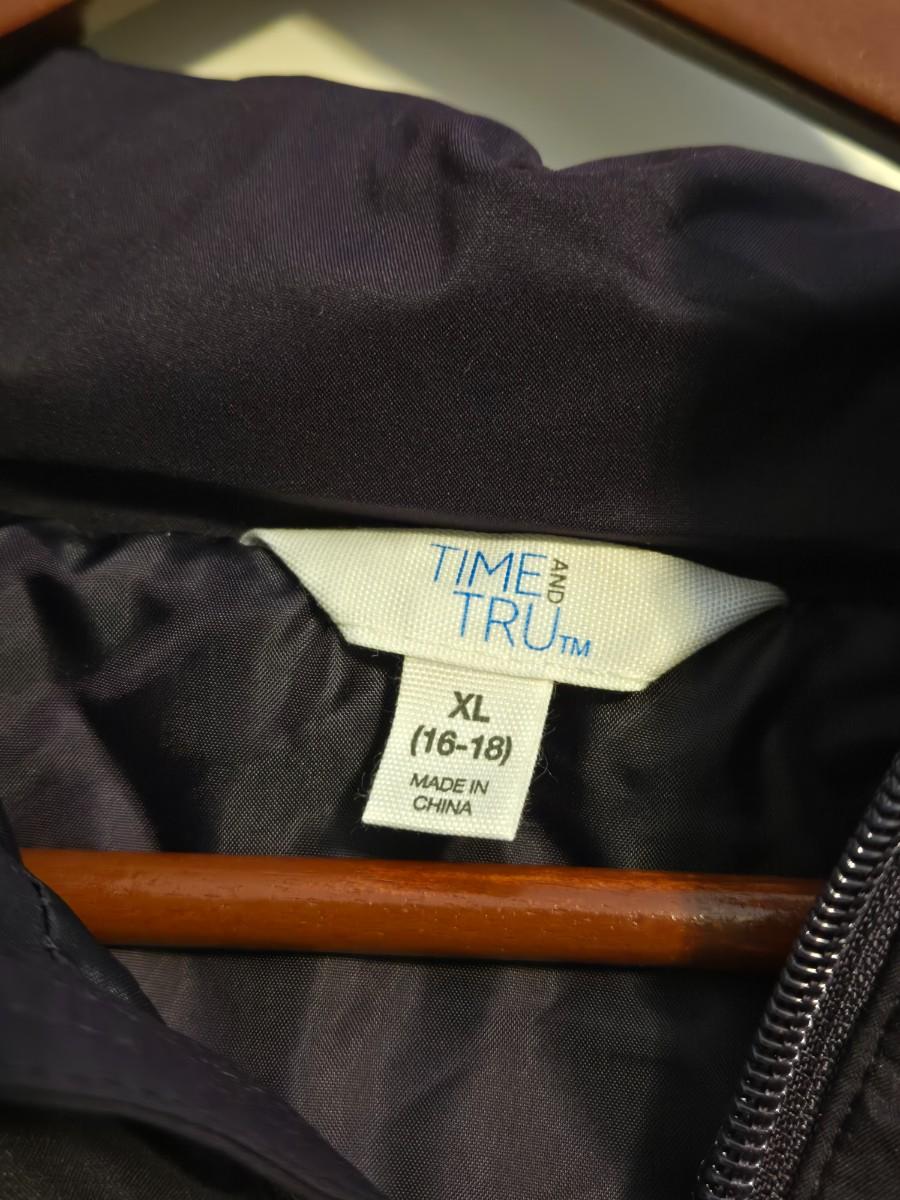 TIME AND
TRU™
XL
(16-18)
MADE IN
CHINA